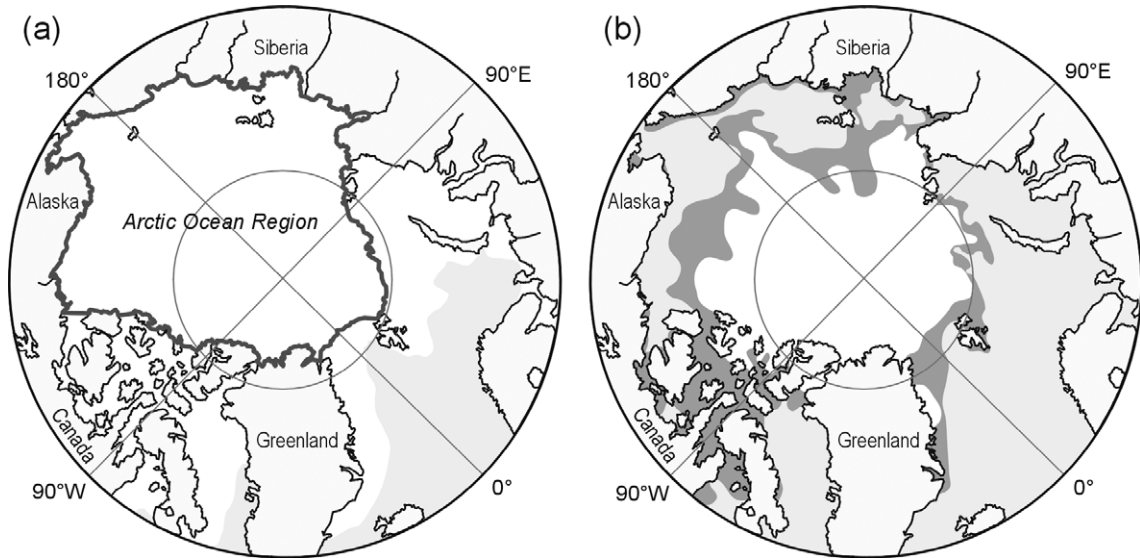 (a)
Siberia
180°
90°E
Alaska
Arctic Ocean Region
Greenland
Canada
90°W
0°
(b)
Siberia
180°
90°E
Alaska
Greenland
Canada
90°W
0°